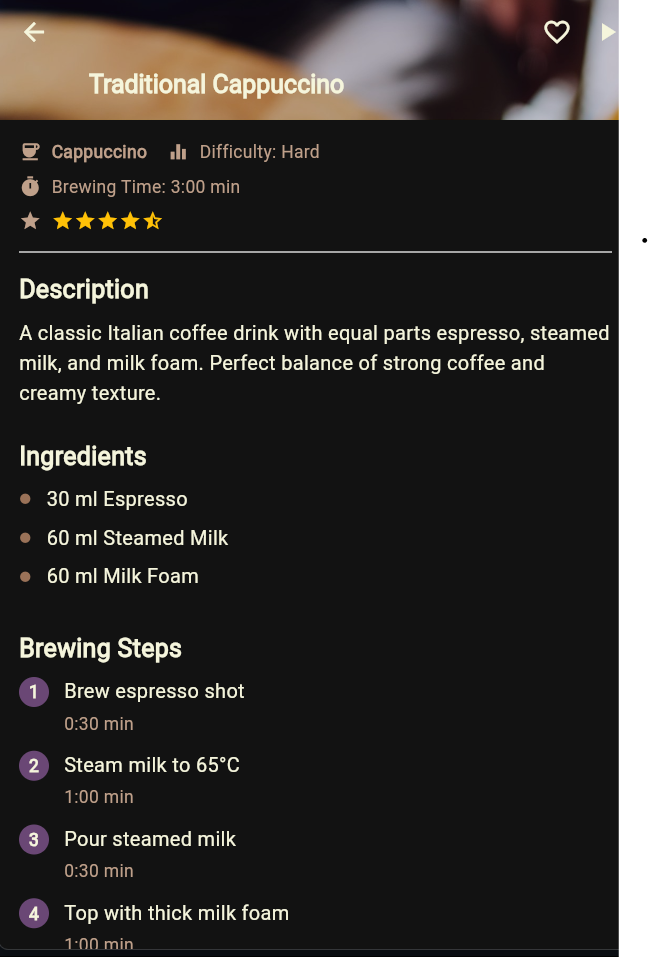 Traditional Cappuccino
Cappuccino Difficulty: Hard
Brewing Time: 3:00 min
Description
A classic Italian coffee drink with equal parts espresso, steamed
milk, and milk foam. Perfect balance of strong coffee and
creamy texture.
Ingredients
30 ml Espresso
60 ml Steamed Milk
60 ml Milk Foam
Brewing Steps
1 Brew espresso shot
0:30 min
2 Steam milk to 65°C
1:00 min
3 Pour steamed milk
0:30 min
4 Top with thick milk foam
1:00 min